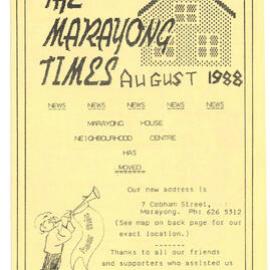 THE
MARAYONG
TIMES AUGUST 1988
NEWS NEWS NEWS NEWS NEWS
MARAYONG HOUSE
NEIGHBOURHOOD CENTRE
HAS
MOVED
Our new address is
7 Cobham Street,
Marayong. Ph: 626 5312
(See map on back page for our
exact location.)
Thanks to all our friends
and supporters who assisted us